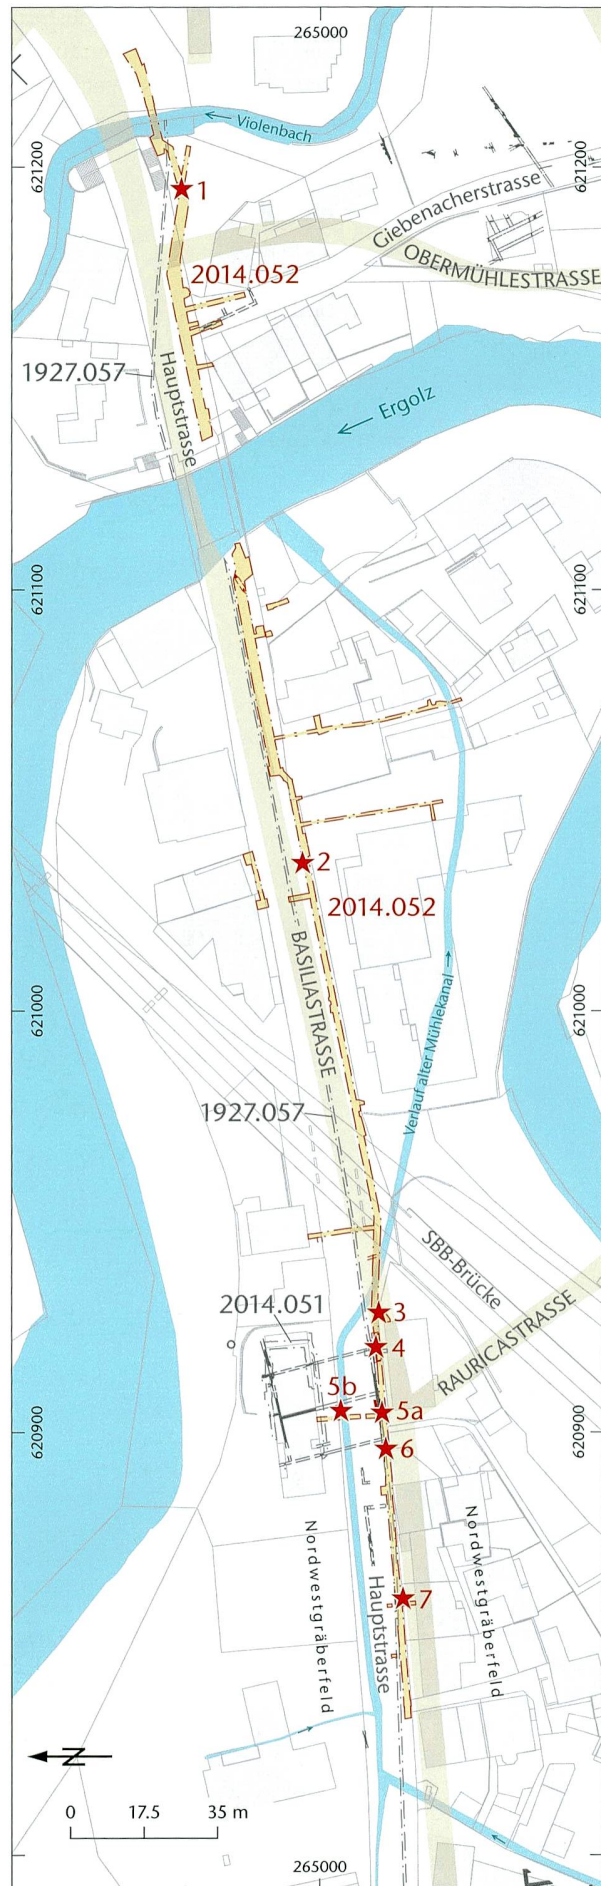 265000
Violenbach
621200
621200
1
Giebenacherstrasse
OBERMÜHLESTRASSE
2014.052
1927.057
Hauptstrasse
Ergolz
621100
621100
2
2014.052
BASILIASTRASSE
Verlauf alter Mühlekanal
621000
621000
1927.057
SBB-Brücke
RAURICASTRASSE
2014.051
3
4
5b
5a
6
620900
620900
Nordwestgräberfeld
Hauptstrasse
Nordwestgräberfeld
7
N
0 17.5 35 m
265000